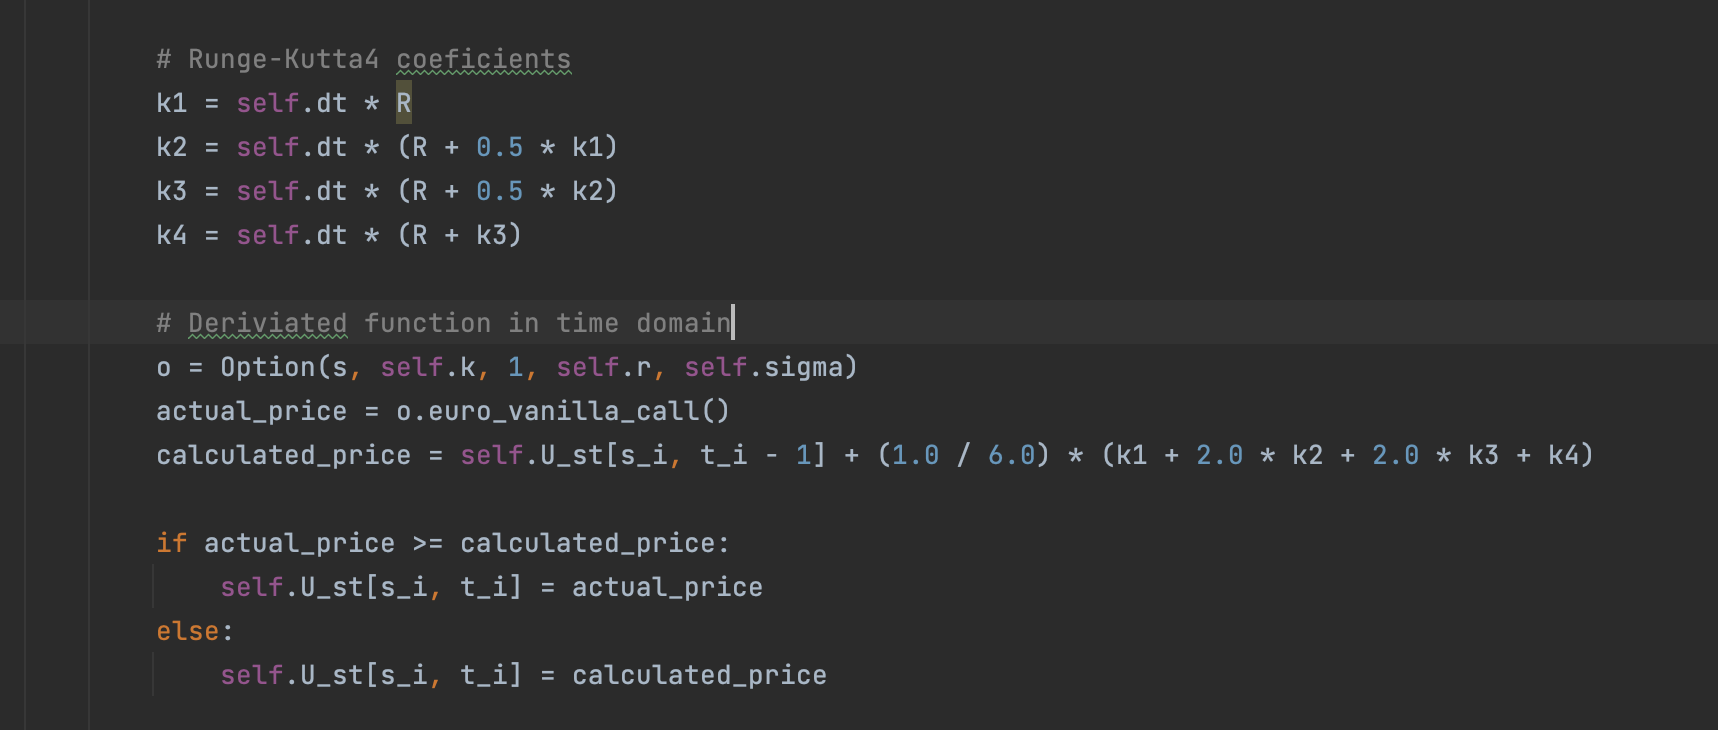 # Runge-Kutta4 coeficients
k1 = self.dt * R
k2 = self.dt * (R + 0.5 * k1)
k3 = self.dt * (R + 0.5 * k2)
k4 = self.dt * (R + k3)
# Deriviated function in time domain
o = Option(s, self.k, 1, self.r, self.sigma)
actual_price = o.euro_vanilla_call()
calculated_price = self.U_st[s_i, t_i - 1] + (1.0 / 6.0) * (k1 + 2.0 * k2 + 2.0 * k3 + k4)
if actual_price >= calculated_price:
self.U_st[s_i, t_i] = actual_price
else:
self.U_st[s_i, t_i] = calculated_price